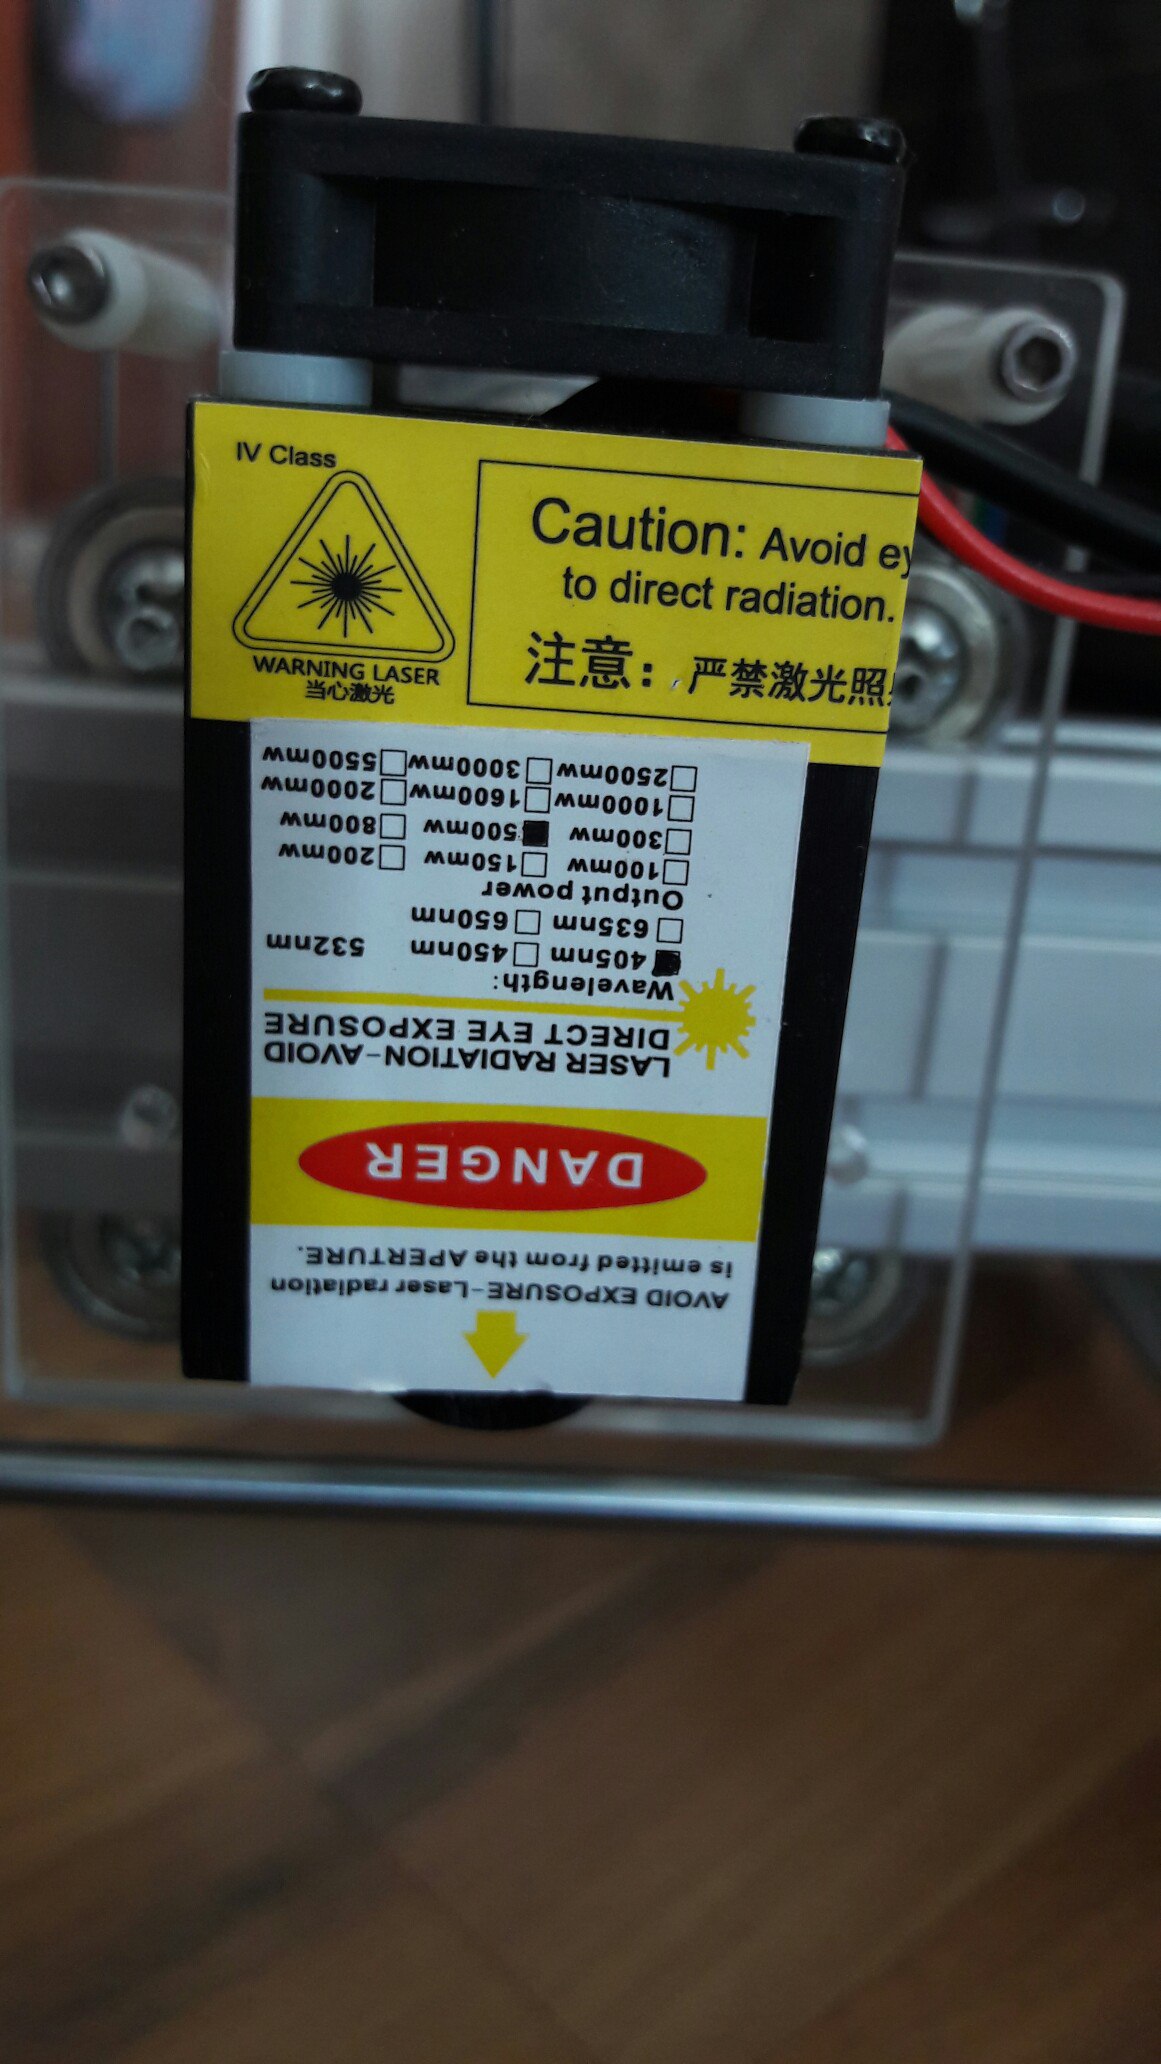 IV Class
WARNING LASER
当心激光
Caution: Avoid ey
to direct radiation.
注意：严禁激光照
AVOID EXPOSURE-Laser radiation
is emitted from the APERTURE.
DANGER
LASER RADIATION-AVOID
DIRECT EYE EXPOSURE
Wavelength:
405nm 450nm 532nm
635nm 650nm
Output power
100mw 150mw 200mw
300mw 500mw 800mw
1000mw 1600mw 2000mw
2500mw 3000mw 5500mw